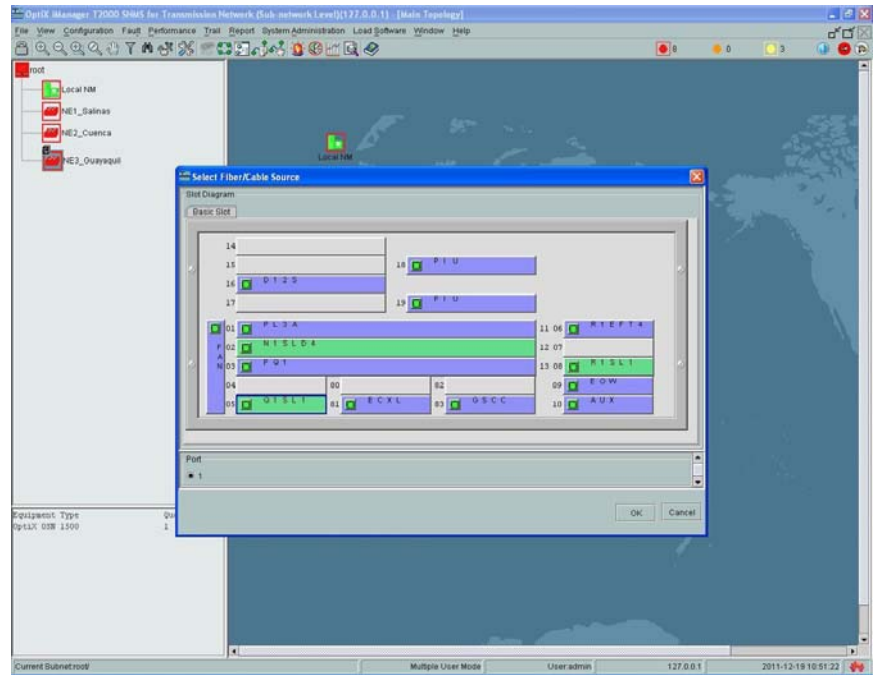 OptiX iManager T2000 SNMS for Transmission Network (Sub-network Level)(127.0.0.1) - [Main Topology]
File View Configuration Fault Performance Trail Report System Administration Load Software Window Help
8 0 3
root
Local NM
NE1_Salinas
NE2_Cuenca
NE3_Guayaquil
Local NM
Select Fiber/Cable Source
Slot Diagram
Basic Slot
14
15
18 PIU
16 D12S
17
19 PIU
FAN
01 PL3A
11 06 R1EFT4
02 N1SLD4
12 07
03 PQ1
13 08 R1SL1
04
80
82
09 EOW
05 Q1SL1
81 ECXL
83 GSCC
10 AUX
Port
1
OK Cancel
Equipment Type
OptiX OSN 1500 1
Current Subnet:root/
Multiple User Mode
User:admin
127.0.0.1
2011-12-19 10:51:22